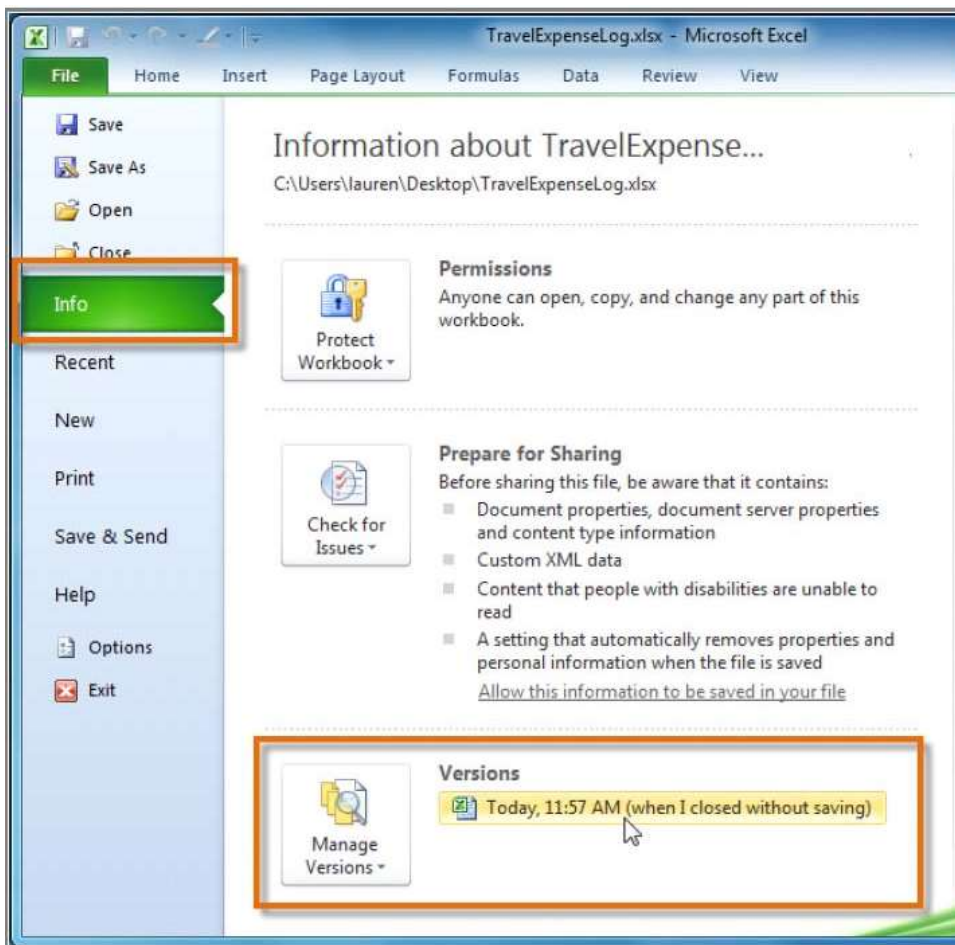 TravelExpenseLog.xlsx - Microsoft Excel
File Home Insert Page Layout Formulas Data Review View
Save
Save As
Open
Close
Info
Recent
New
Print
Save & Send
Help
Options
Exit
Information about TravelExpense...
C:\Users\lauren\Desktop\TravelExpenseLog.xlsx
Protect
Workbook
Permissions
Anyone can open, copy, and change any part of this
workbook.
Check for
Issues
Prepare for Sharing
Before sharing this file, be aware that it contains:
Document properties, document server properties
and content type information
Custom XML data
Content that people with disabilities are unable to
read
A setting that automatically removes properties and
personal information when the file is saved
Allow this information to be saved in your file
Manage
Versions
Versions
Today, 11:57 AM (when I closed without saving)